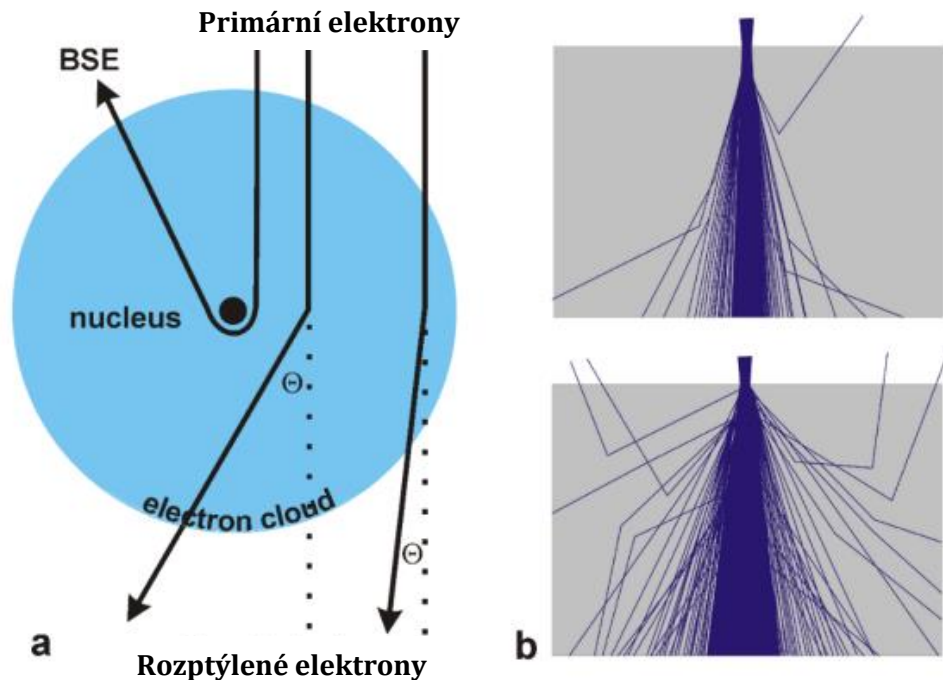 Primární elektrony
BSE
nucleus
Θ
electron cloud
Θ
a
b
Rozptýlené elektrony